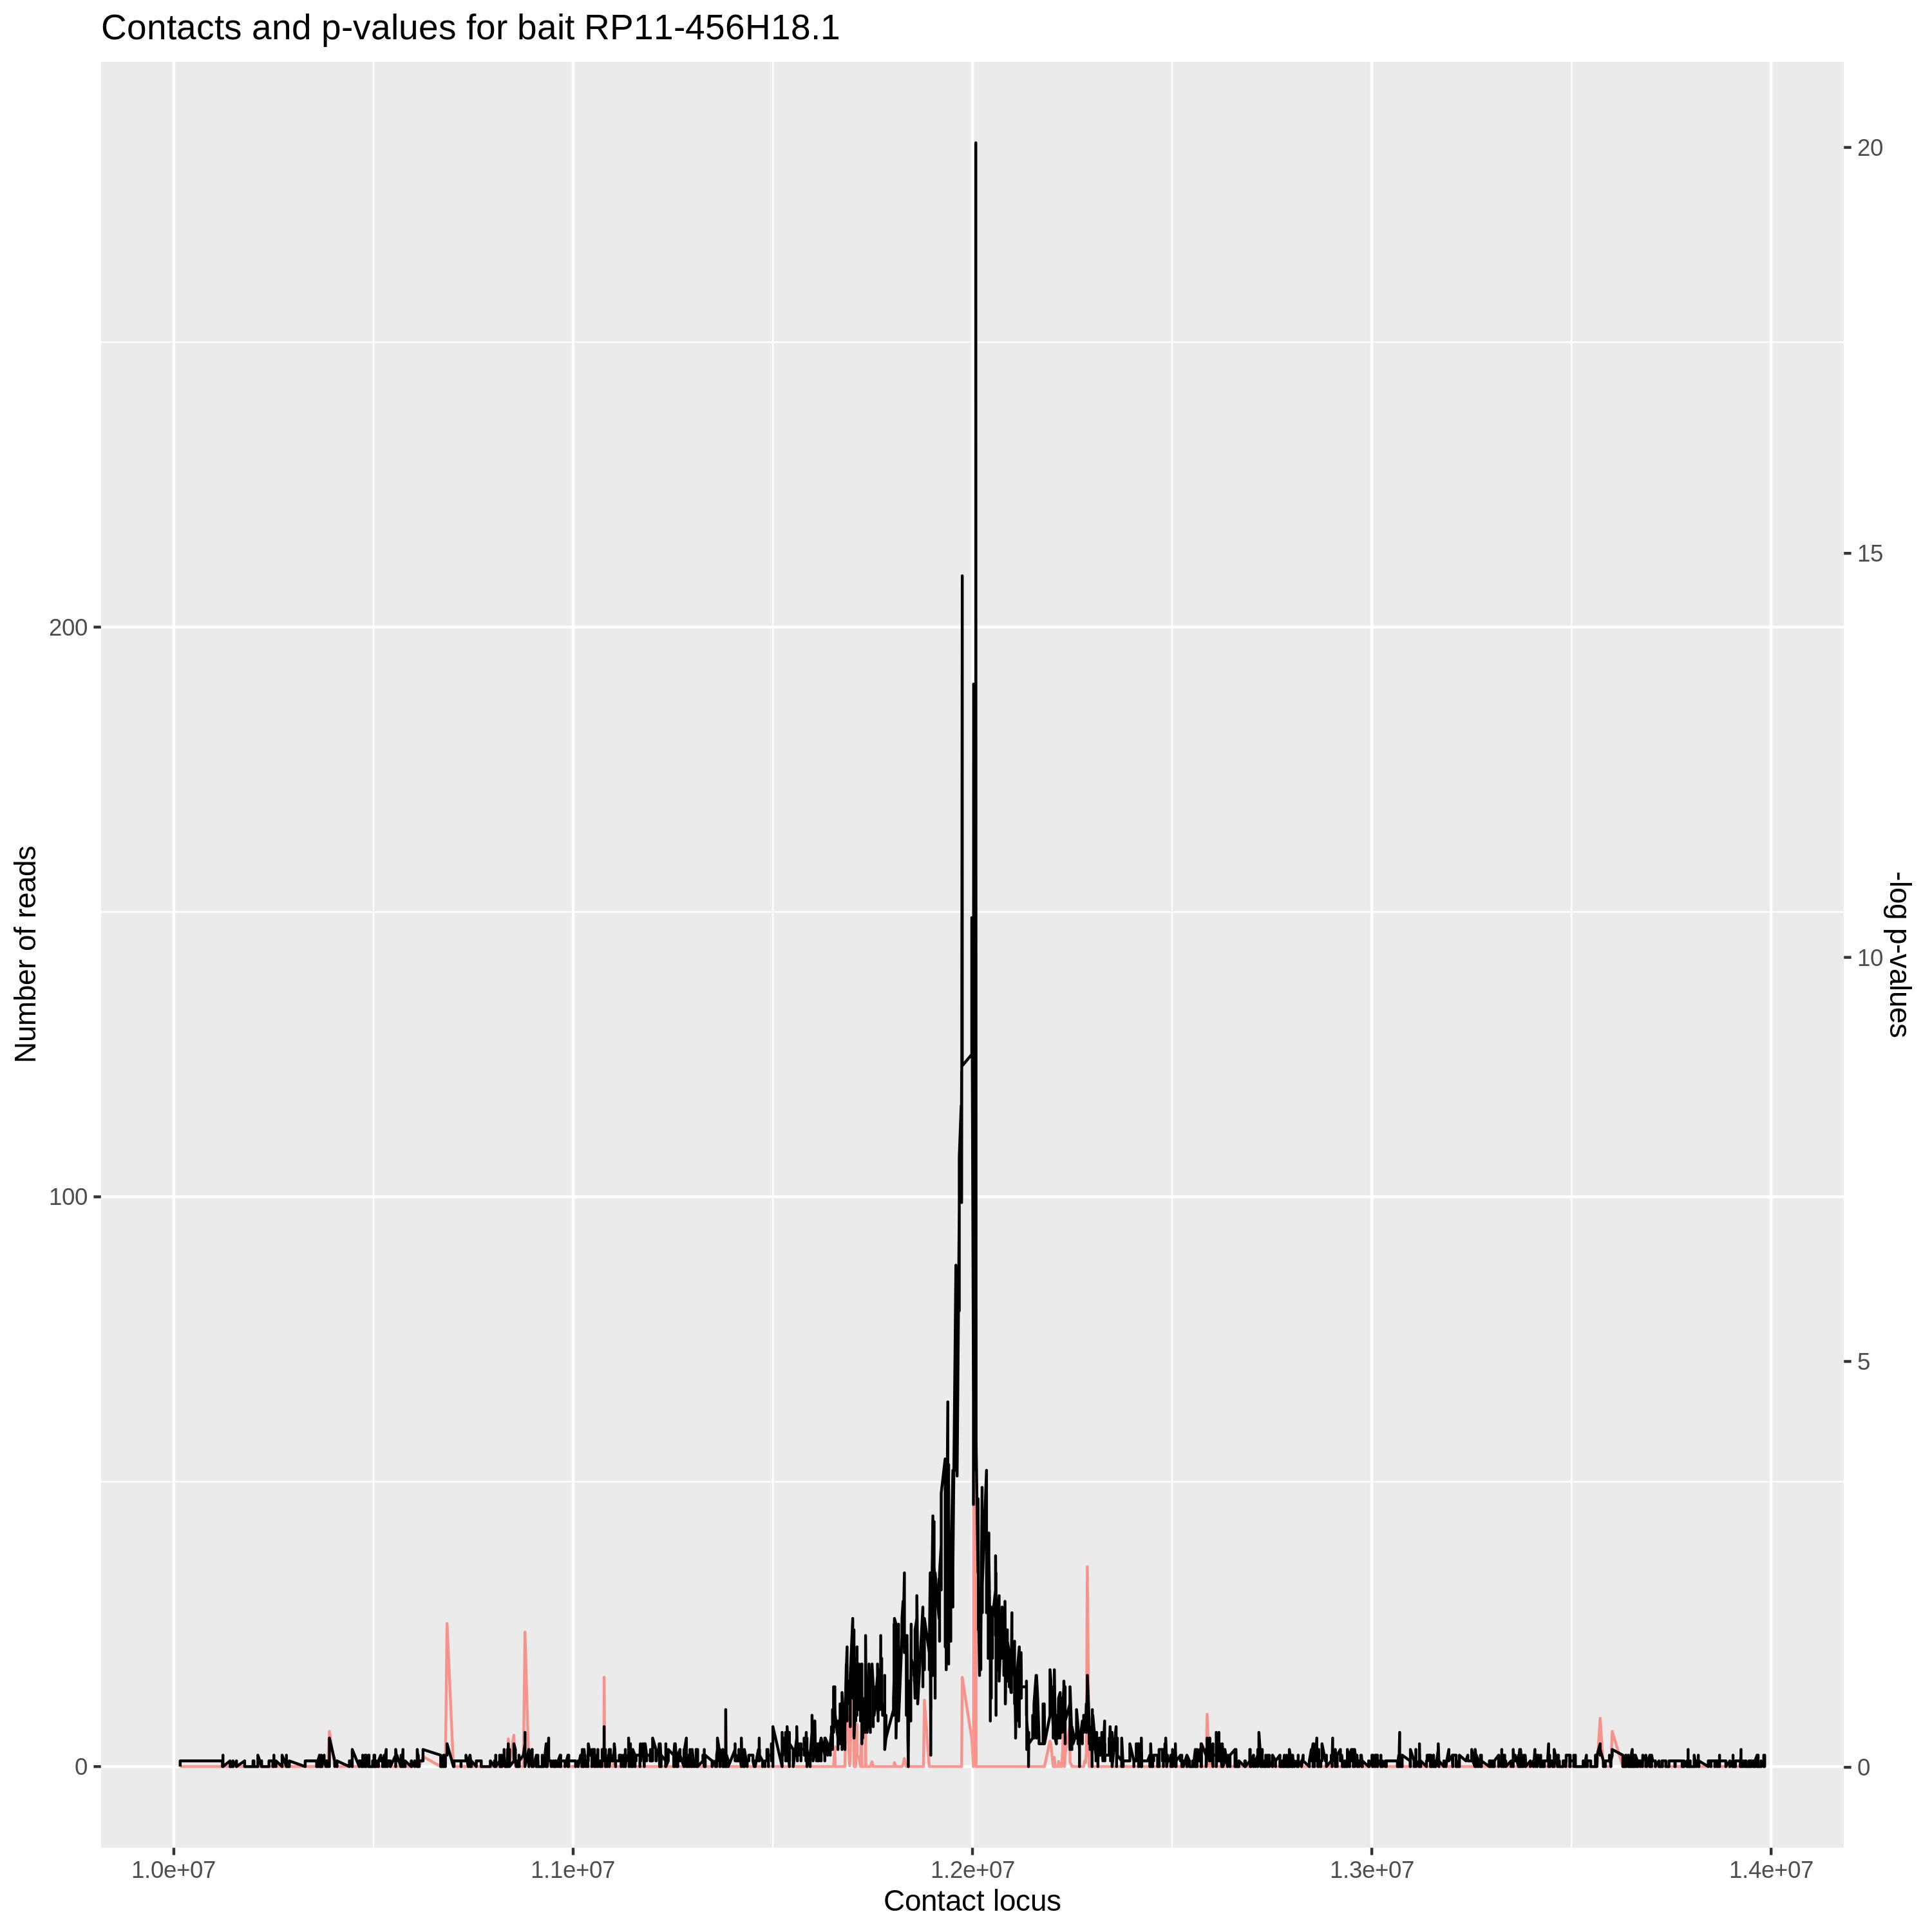 Contacts and p-values for bait RP11-456H18.1
Number of reads
200
100
0
20
15
10
5
0
-log p-values
1.0e+07 1.1e+07 1.2e+07 1.3e+07 1.4e+07
Contact locus